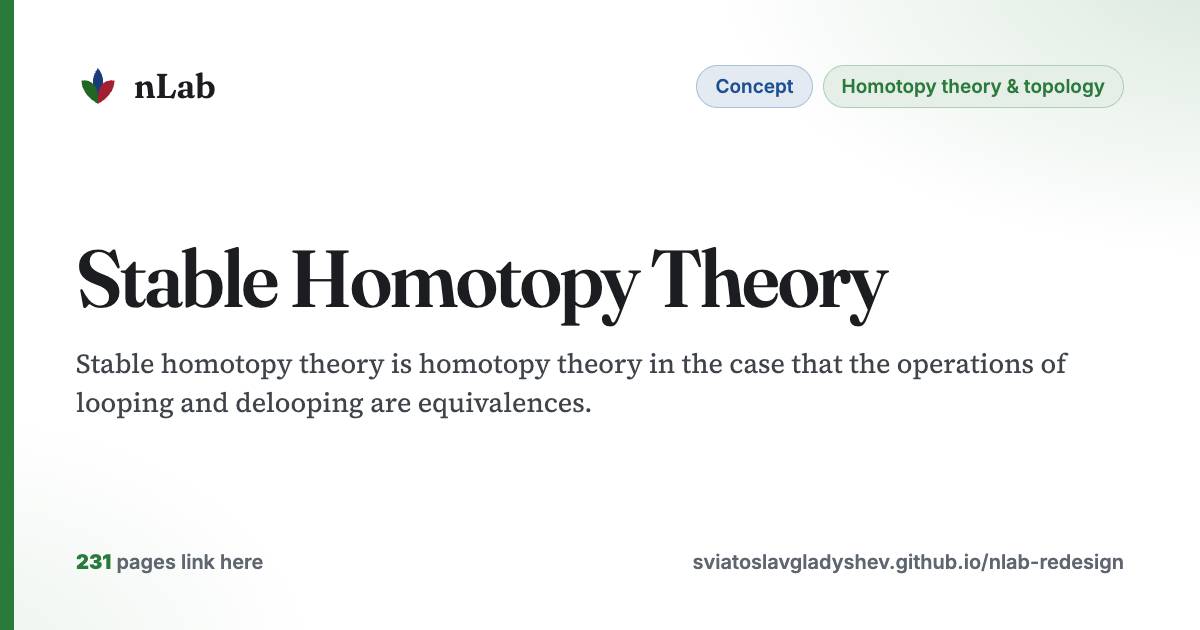 nLab
Concept
Homotopy theory & topology
Stable Homotopy Theory
Stable homotopy theory is homotopy theory in the case that the operations of
looping and delooping are equivalences.
231 pages link here
sviatoslavgladyshev.github.io/nlab-redesign